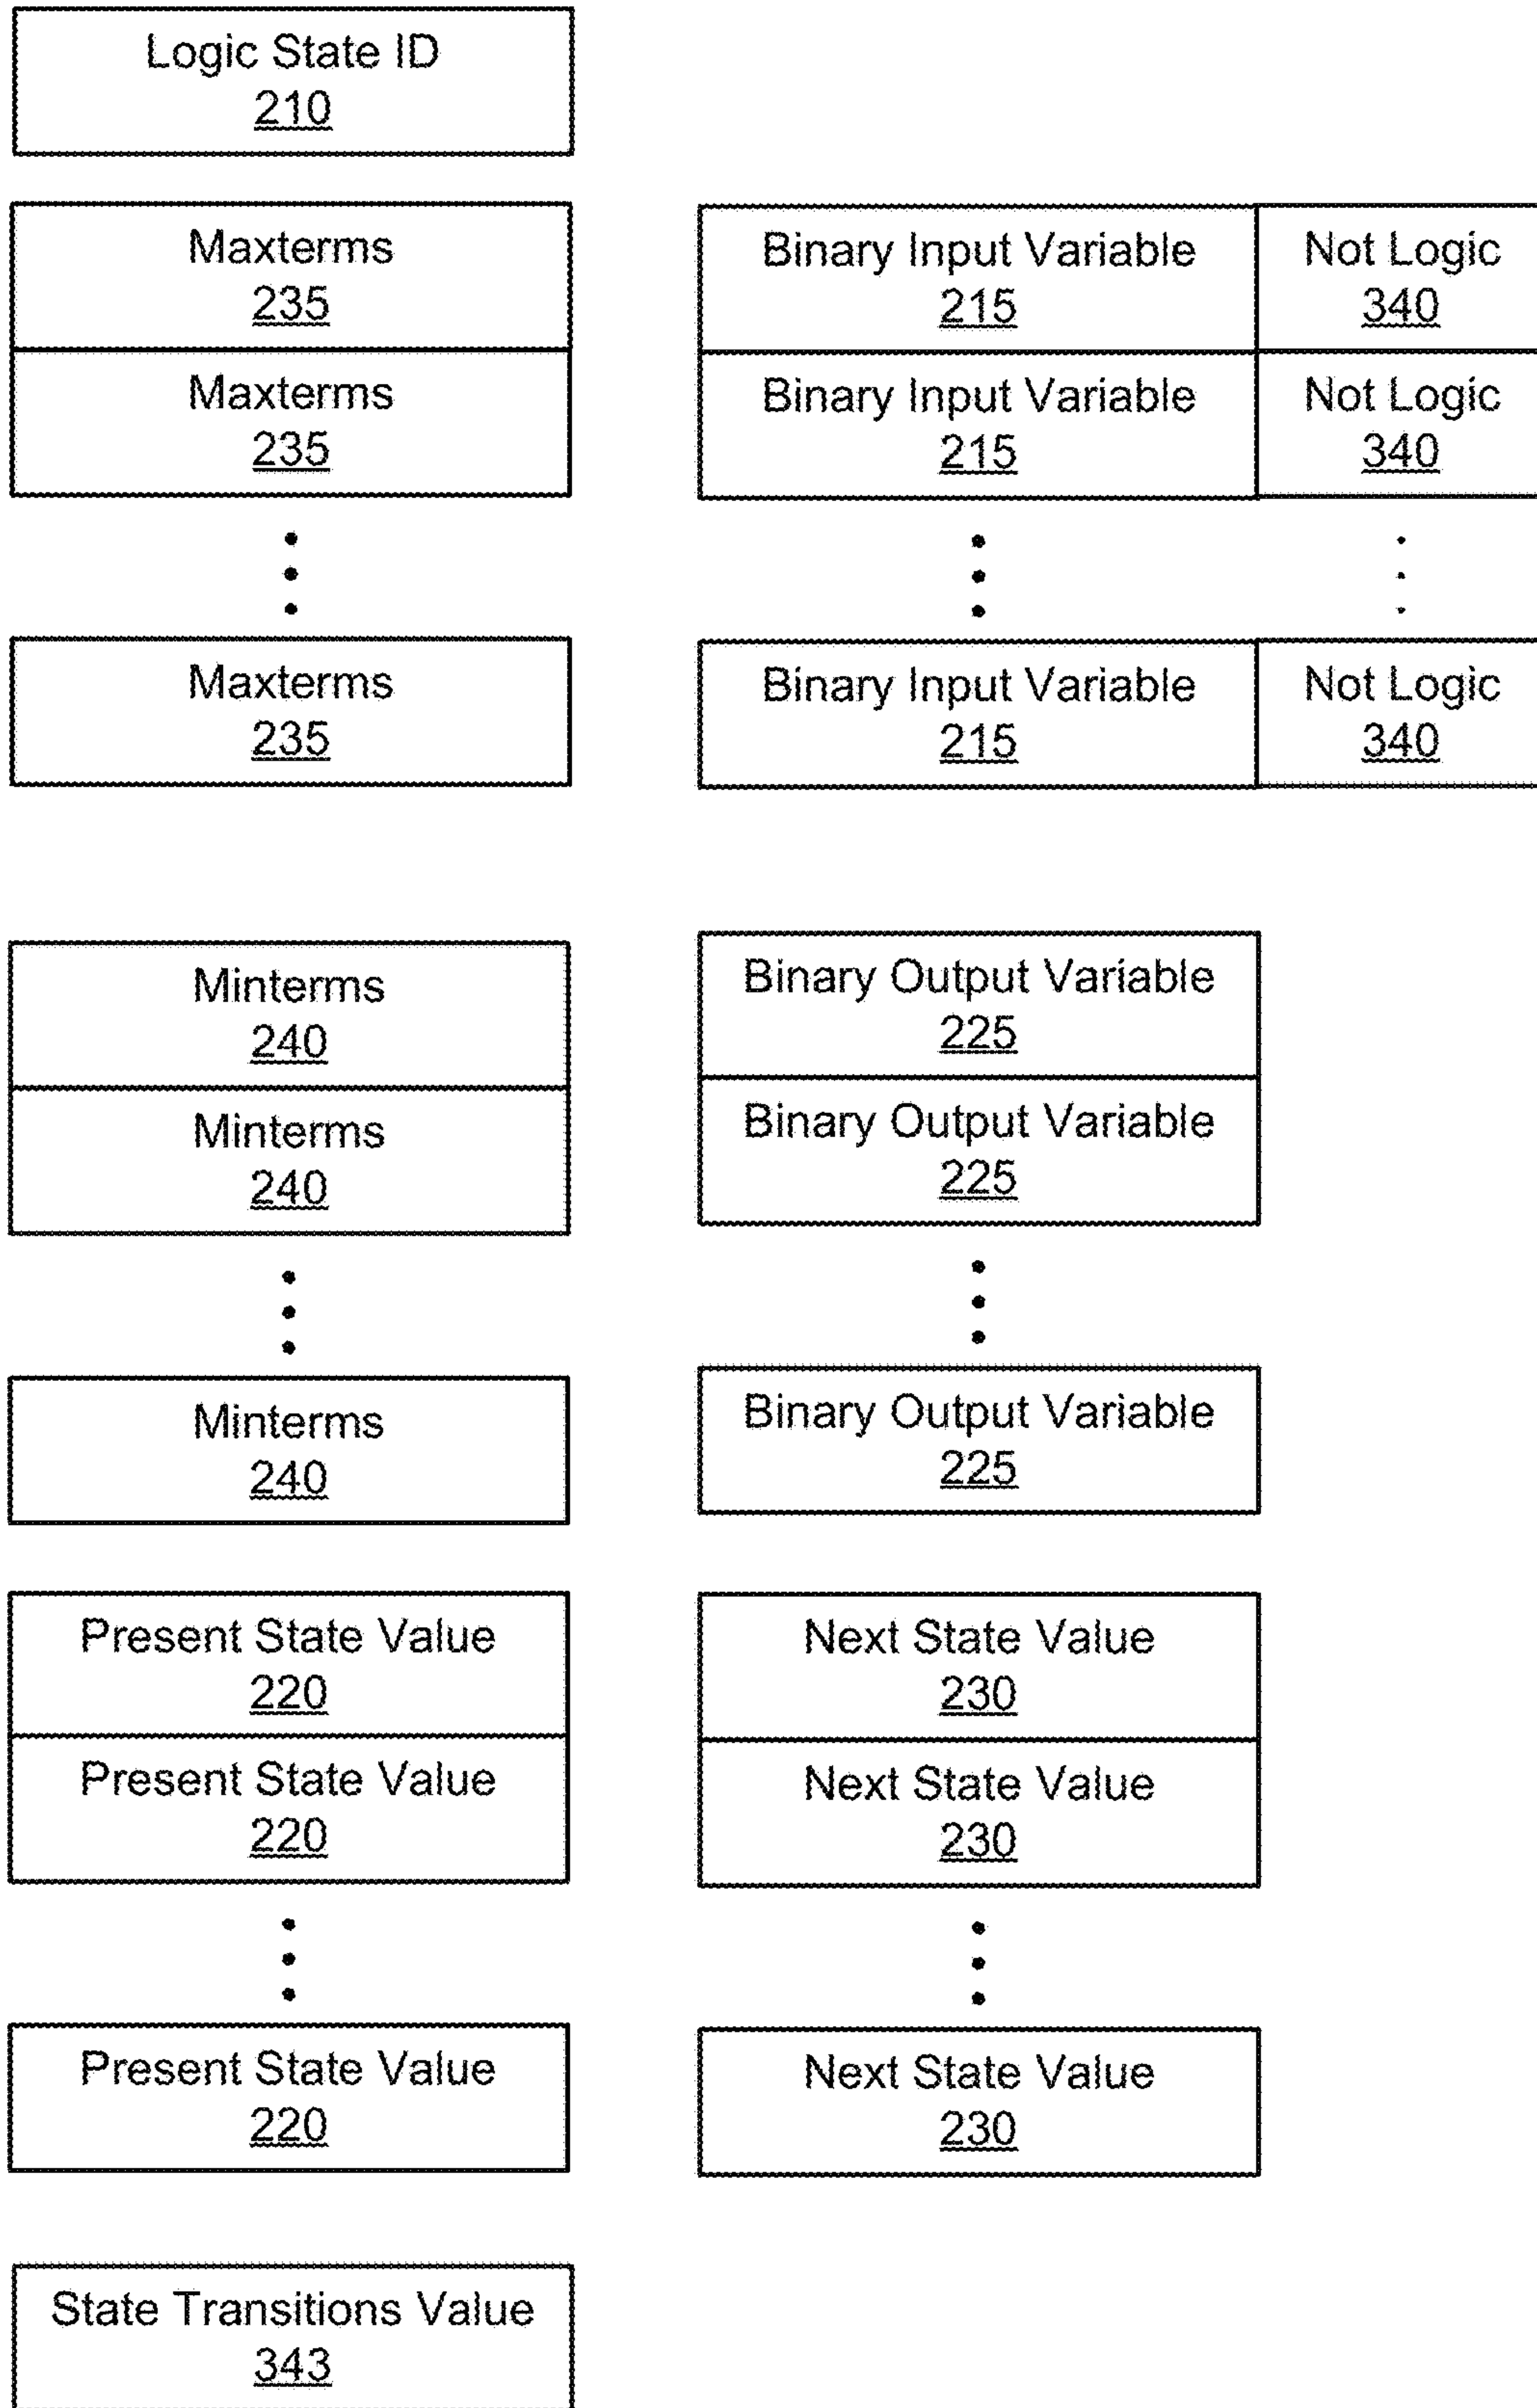 Logic State ID
210
Maxterms
235
Binary Input Variable
215
Not Logic
340
Maxterms
235
Binary Input Variable
215
Not Logic
340
Maxterms
235
Binary Input Variable
215
Not Logic
340
Minterms
240
Binary Output Variable
225
Minterms
240
Binary Output Variable
225
Minterms
240
Binary Output Variable
225
Present State Value
220
Next State Value
230
Present State Value
220
Next State Value
230
Present State Value
220
Next State Value
230
State Transitions Value
343